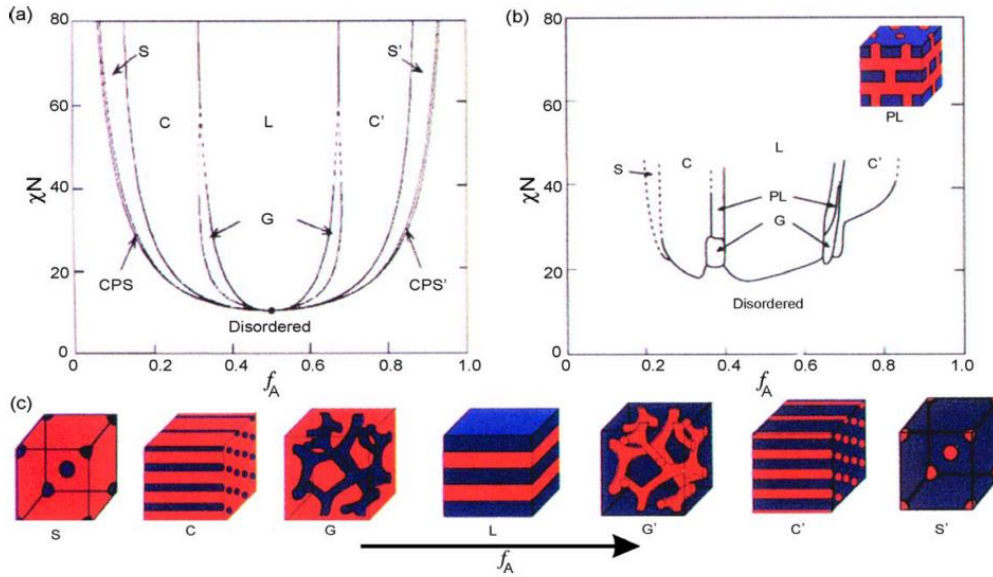 (a)
80
60
40
20
0
χN
S
S'
C
L
C'
G
CPS
CPS'
Disordered
0 0.2 0.4 0.6 0.8 1.0
fA
(b)
80
60
40
20
0
χN
PL
L
S
C
C'
PL
G
Disordered
0 0.2 0.4 0.6 0.8 1.0
fA
(c)
S C G L G' C' S'
fA